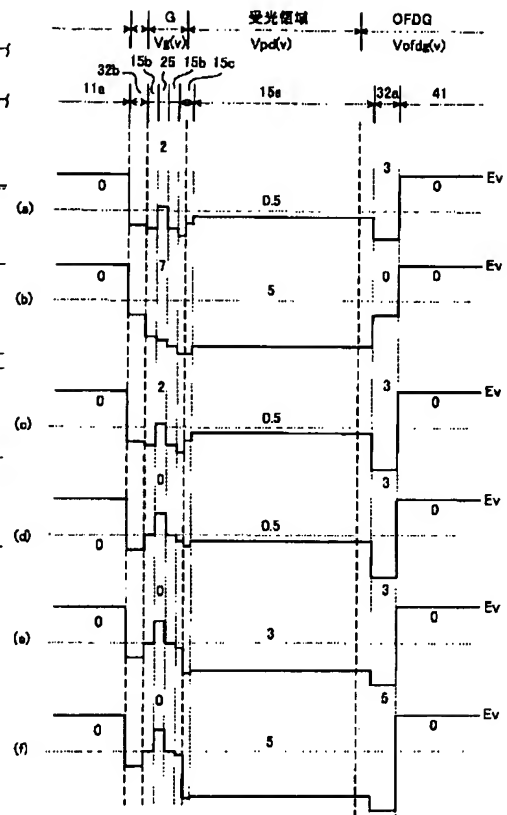 G 受光領域 OFDG
Vg(v) Vpd(v) Vofdg(v)
32b 15b 25 15b 15c
11a 15a 32a 41
2 3
0 0.5 0 Ev
(a)
7
0 5 0 0 Ev
(b)
2 3
0 0.5 0 Ev
(c)
0 3
0 0.5 0 Ev
(d)
0 3
0 3 0 Ev
(e)
0 5
0 5 0 Ev
(f)